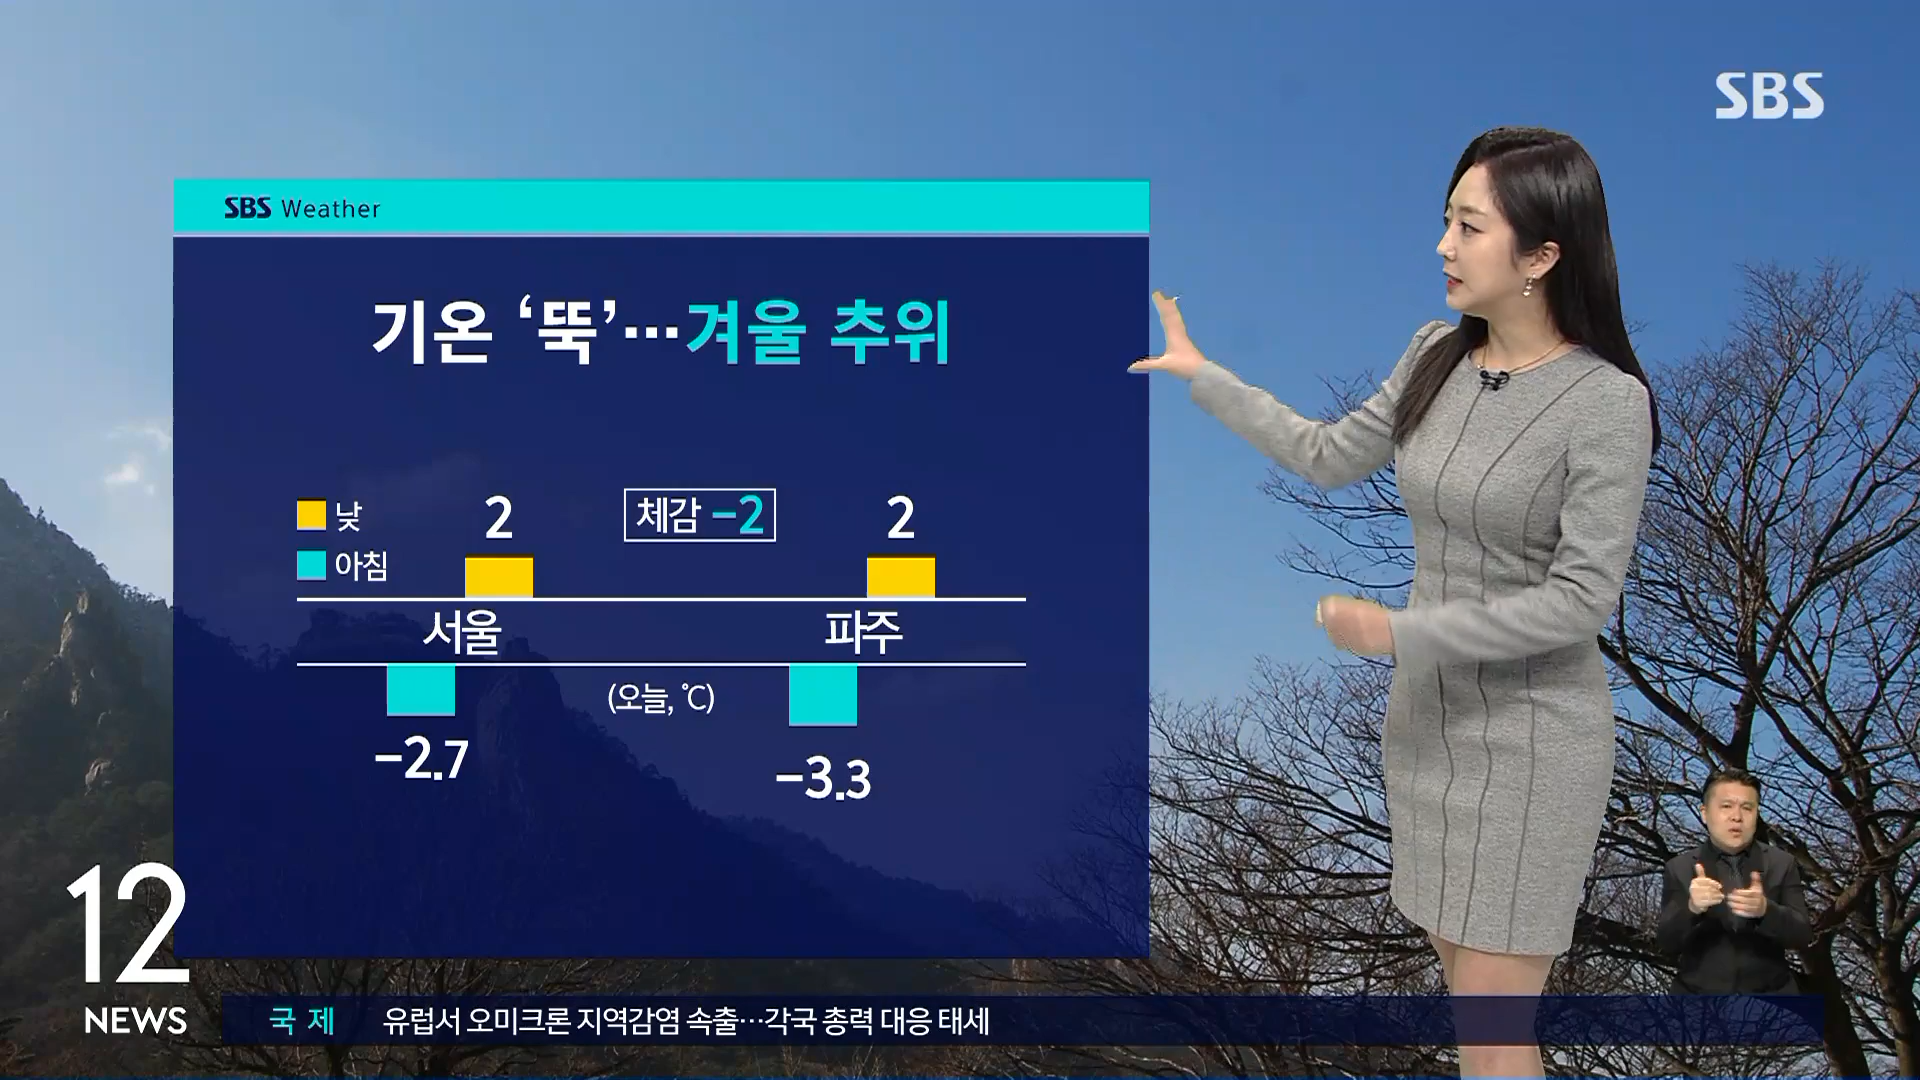 SBS
SBS Weather
기온 ‘뚝’…겨울 추위
낮
아침
2
체감 -2
2
서울
파주
(오늘, ℃)
-2.7
-3.3
12
NEWS
국 제
유럽서 오미크론 지역감염 속출…각국 총력 대응 태세